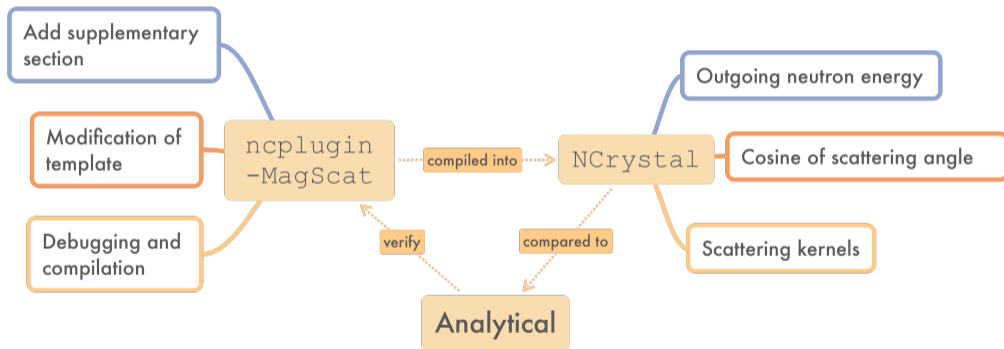 Add supplementary
section
Modification of
template
Debugging and
compilation
ncplugin
-MagScat
compiled into
NCrystal
Outgoing neutron energy
Cosine of scattering angle
Scattering kernels
verify
compared to
Analytical